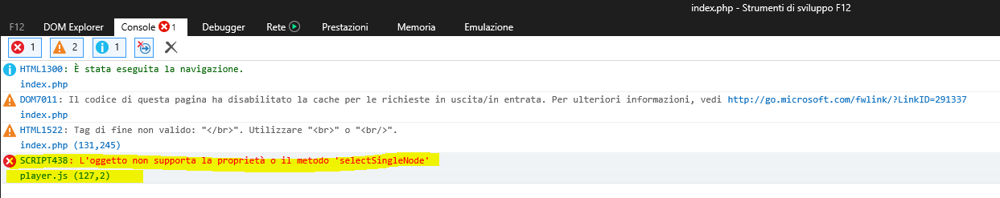 index.php - Strumenti di sviluppo F12
F12 DOM Explorer Console 1 Debugger Rete Prestazioni Memoria Emulazione
1 2 1
HTML1300: È stata eseguita la navigazione.
index.php
DOM7011: Il codice di questa pagina ha disabilitato la cache per le richieste in uscita/in entrata. Per ulteriori informazioni, vedi http://go.microsoft.com/fwlink/?LinkID=291337
index.php
HTML1522: Tag di fine non valido: "</br>". Utilizzare "<br>" o "<br/>".
index.php (131,245)
SCRIPT438: L'oggetto non supporta la proprietà o il metodo 'selectSingleNode'
player.js (127,2)